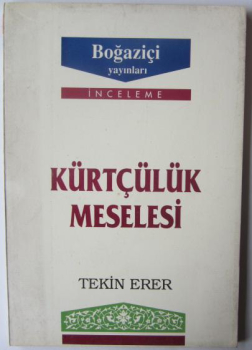 Boğaziçi
yayınları
İNCELEME
KÜRTÇÜLÜK
MESELESİ
TEKİN ERER